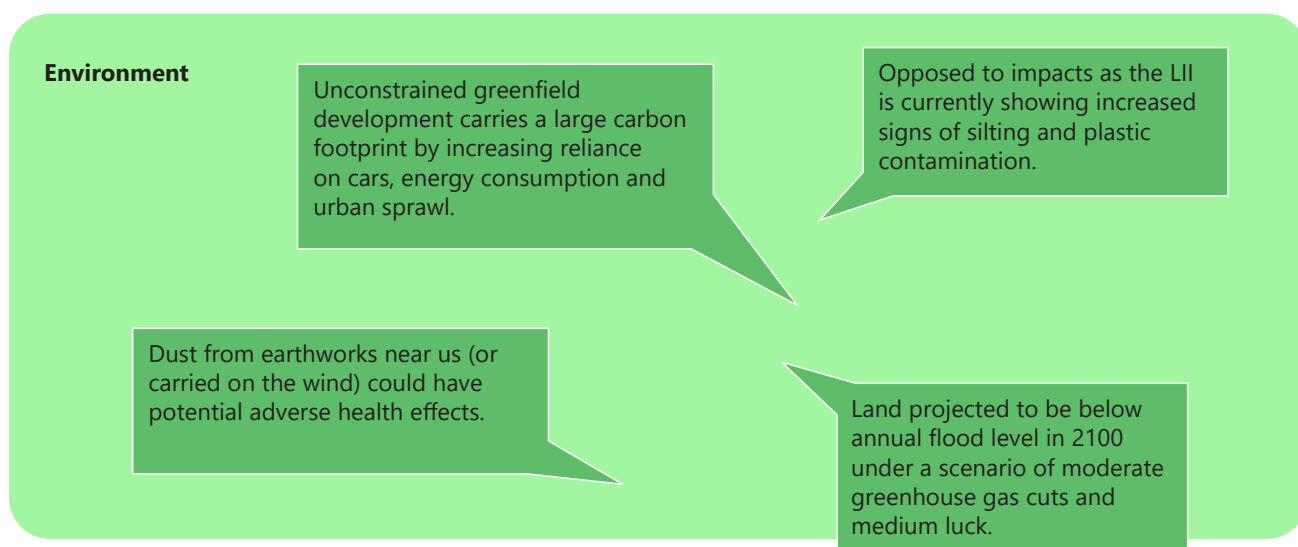 Environment
Unconstrained greenfield
development carries a large carbon
footprint by increasing reliance
on cars, energy consumption and
urban sprawl.
Opposed to impacts as the LII
is currently showing increased
signs of silting and plastic
contamination.
Dust from earthworks near us (or
carried on the wind) could have
potential adverse health effects.
Land projected to be below
annual flood level in 2100
under a scenario of moderate
greenhouse gas cuts and
medium luck.